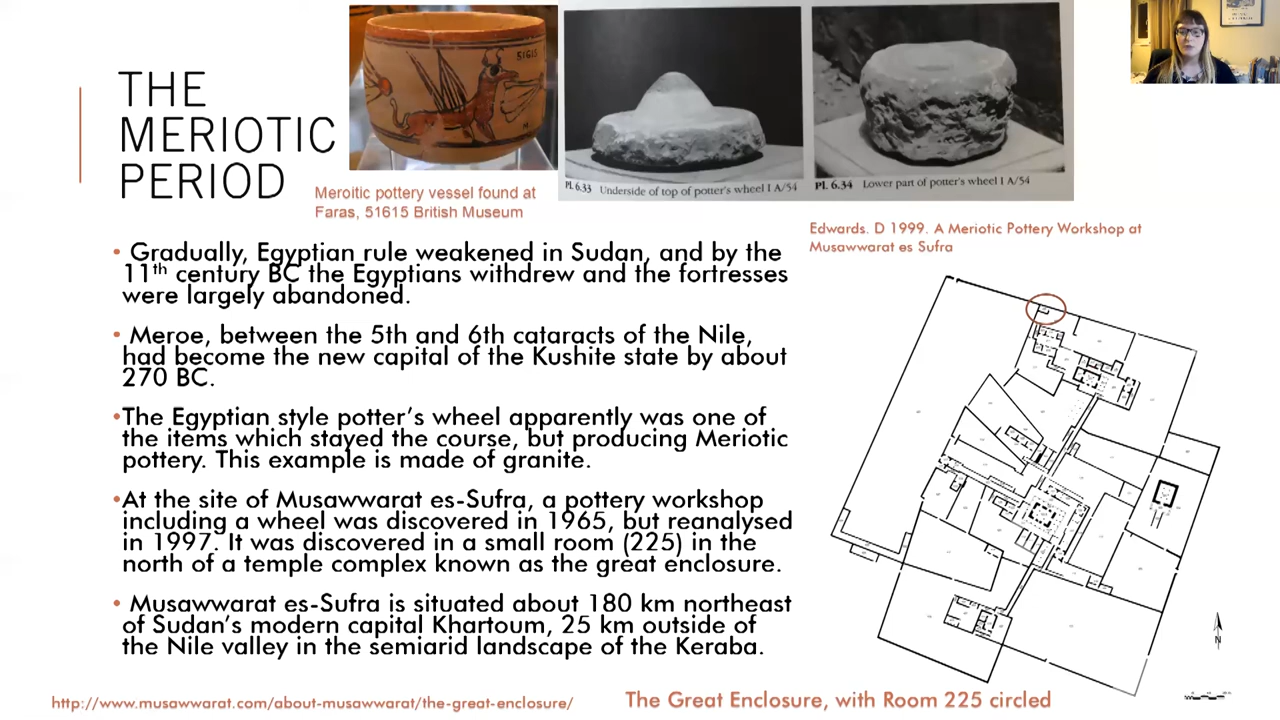 THE
MERIOTIC
PERIOD
51615
Meroitic pottery vessel found at
Faras, 51615 British Museum
PL 6.33 Underside of top of potter's wheel I A/54
PL 6.34 Lower part of potter's wheel I A/54
Edwards. D 1999. A Meriotic Pottery Workshop at
Musawwarat es Sufra
• Gradually, Egyptian rule weakened in Sudan, and by the
11th century BC the Egyptians withdrew and the fortresses
were largely abandoned.
• Meroe, between the 5th and 6th cataracts of the Nile,
had become the new capital of the Kushite state by about
270 BC.
•The Egyptian style potter's wheel apparently was one of
the items which stayed the course, but producing Meriotic
pottery. This example is made of granite.
•At the site of Musawwarat es-Sufra, a pottery workshop
including a wheel was discovered in 1965, but reanalysed
in 1997. It was discovered in a small room (225) in the
north of a temple complex known as the great enclosure.
• Musawwarat es-Sufra is situated about 180 km northeast
of Sudan's modern capital Khartoum, 25 km outside of
the Nile valley in the semiarid landscape of the Keraba.
N
http://www.musawwarat.com/about-musawwarat/the-great-enclosure/
The Great Enclosure, with Room 225 circled